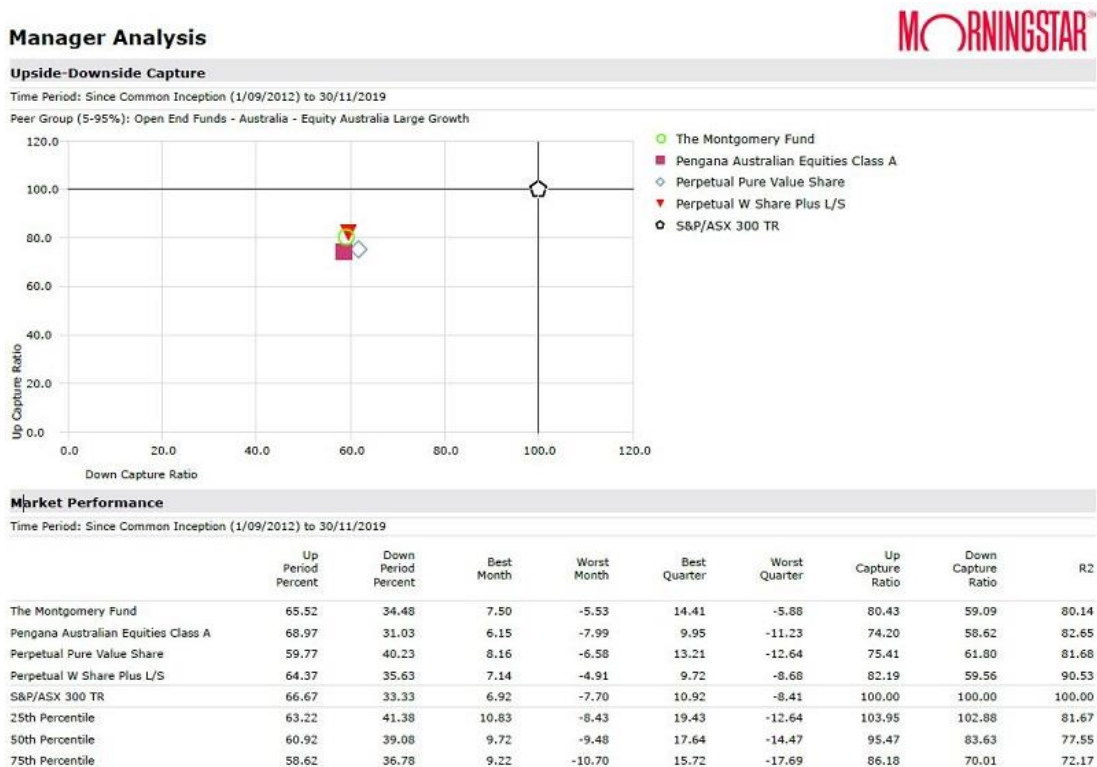 Manager Analysis
MORNINGSTAR®
Upside-Downside Capture
Time Period: Since Common Inception (1/09/2012) to 30/11/2019
Peer Group (5-95%): Open End Funds - Australia - Equity Australia Large Growth
120.0
100.0
80.0
60.0
40.0
20.0
0.0
Up Capture Ratio
0.0 20.0 40.0 60.0 80.0 100.0 120.0
Down Capture Ratio
The Montgomery Fund
Pengana Australian Equities Class A
Perpetual Pure Value Share
Perpetual W Share Plus L/S
S&P/ASX 300 TR
Market Performance
Time Period: Since Common Inception (1/09/2012) to 30/11/2019
Up Period Percent Down Period Percent Best Month Worst Month Best Quarter Worst Quarter Up Capture Ratio Down Capture Ratio R2
The Montgomery Fund 65.52 34.48 7.50 -5.53 14.41 -5.88 80.43 59.09 80.14
Pengana Australian Equities Class A 68.97 31.03 6.15 -7.99 9.95 -11.23 74.20 58.62 82.65
Perpetual Pure Value Share 59.77 40.23 8.16 -6.58 13.21 -12.64 75.41 61.80 81.68
Perpetual W Share Plus L/S 64.37 35.63 7.14 -4.91 9.72 -8.68 82.19 59.56 90.53
S&P/ASX 300 TR 66.67 33.33 6.92 -7.70 10.92 -8.41 100.00 100.00 100.00
25th Percentile 63.22 41.38 10.83 -8.43 19.43 -12.64 103.95 102.88 81.67
50th Percentile 60.92 39.08 9.72 -9.48 17.64 -14.47 95.47 83.63 77.55
75th Percentile 58.62 36.78 9.22 -10.70 15.72 -17.69 86.18 70.01 72.17